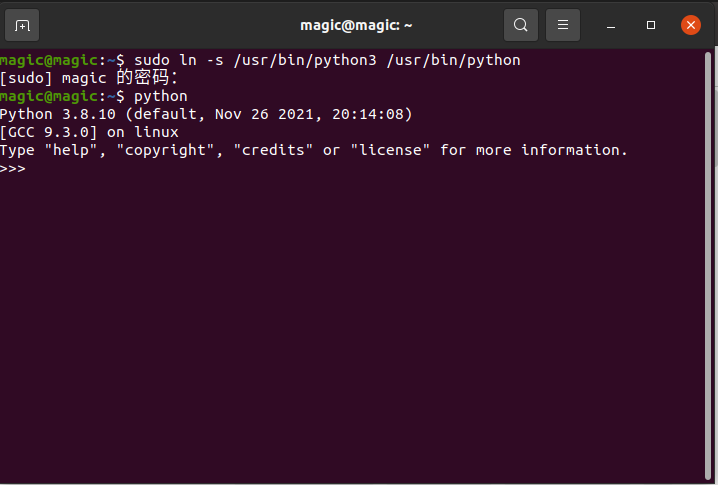 magic@magic: ~
magic@magic:~$ sudo ln -s /usr/bin/python3 /usr/bin/python
[sudo] magic 的密码：
magic@magic:~$ python
Python 3.8.10 (default, Nov 26 2021, 20:14:08)
[GCC 9.3.0] on linux
Type "help", "copyright", "credits" or "license" for more information.
>>>